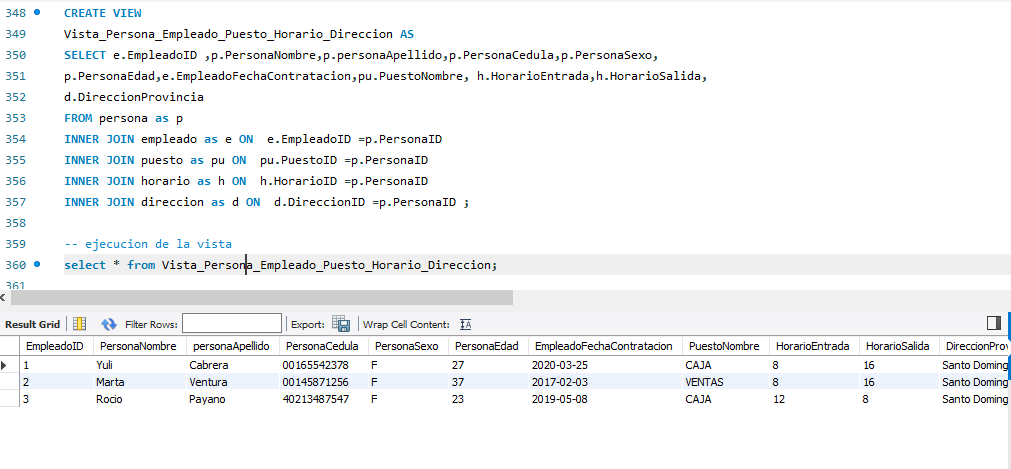 348 CREATE VIEW
349 Vista_Persona_Empleado_Puesto_Horario_Direccion AS
350 SELECT e.EmpleadoID ,p.PersonaNombre,p.personaApellido,p.PersonaCedula,p.PersonaSexo,
351 p.PersonaEdad,e.EmpleadoFechaContratacion,pu.PuestoNombre, h.HorarioEntrada,h.HorarioSalida,
352 d.DireccionProvincia
353 FROM persona as p
354 INNER JOIN empleado as e ON  e.EmpleadoID =p.PersonaID
355 INNER JOIN puesto as pu ON  pu.PuestoID =p.PersonaID
356 INNER JOIN horario as h ON  h.HorarioID =p.PersonaID
357 INNER JOIN direccion as d ON  d.DireccionID =p.PersonaID ;
358
359 -- ejecucion de la vista
360 select * from Vista_Persona_Empleado_Puesto_Horario_Direccion;
361
Result Grid Filter Rows: Export: Wrap Cell Content:
EmpleadoID PersonaNombre personaApellido PersonaCedula PersonaSexo PersonaEdad EmpleadoFechaContratacion PuestoNombre HorarioEntrada HorarioSalida DireccionProv
1 Yuli Cabrera 00165542378 F 27 2020-03-25 CAJA 8 16 Santo Doming
2 Marta Ventura 00145871256 F 37 2017-02-03 VENTAS 8 16 Santo Doming
3 Rocio Payano 40213487547 F 23 2019-05-08 CAJA 12 8 Santo Doming